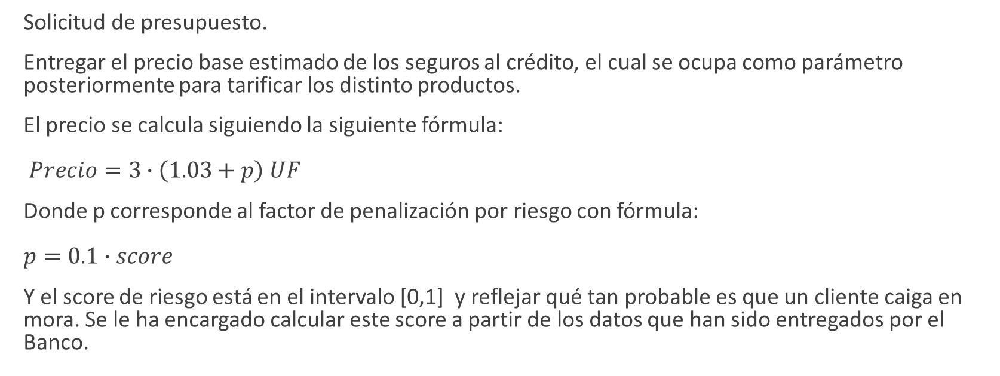 Solicitud de presupuesto.
Entregar el precio base estimado de los seguros al crédito, el cual se ocupa como parámetro
posteriormente para tarificar los distinto productos.
El precio se calcula siguiendo la siguiente fórmula:
Precio = 3 · (1.03 + p) UF
Donde p corresponde al factor de penalización por riesgo con fórmula:
p = 0.1 · score
Y el score de riesgo está en el intervalo [0,1] y reflejar qué tan probable es que un cliente caiga en
mora. Se le ha encargado calcular este score a partir de los datos que han sido entregados por el
Banco.